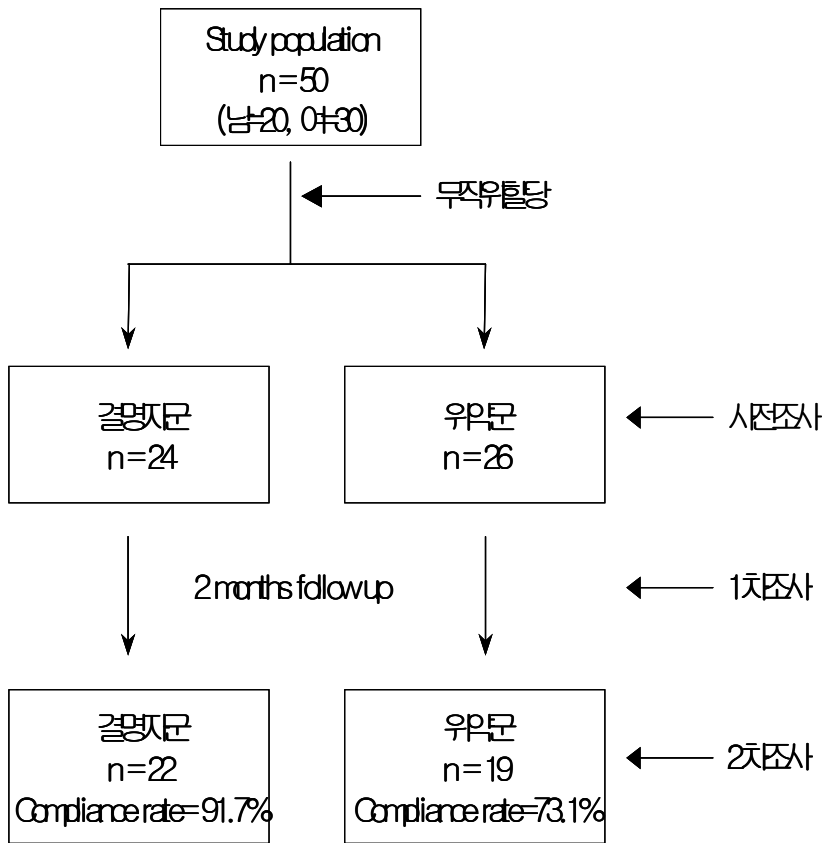 Study population
n=50
(남=20, 여=30)
무작위할당
결명자군
n=24
위약군
n=26
사전조사
2 months follow up
1차조사
결명자군
n=22
Compliance rate=91.7%
위약군
n=19
Compliance rate=73.1%
2차조사